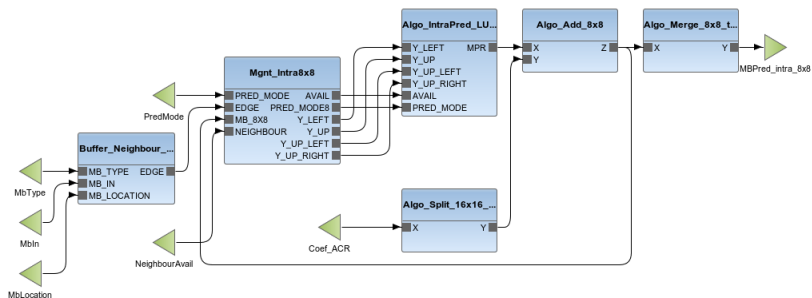 Algo_IntraPred_LU...
Y_LEFT MPR
Y_UP
Y_UP_LEFT
Y_UP_RIGHT
AVAIL
PRED_MODE
Algo_Add_8x8
X Z
Y
Algo_Merge_8x8_t...
X Y
MBPred_intra_8x8
Mgnt_Intra8x8
PRED_MODE AVAIL
EDGE PRED_MODE8
MB_8X8 Y_LEFT
NEIGHBOUR Y_UP
Y_UP_LEFT
Y_UP_RIGHT
PredMode
Buffer_Neighbour_...
MB_TYPE EDGE
MB_IN
MB_LOCATION
MbType
MbIn
MbLocation
NeighbourAvail
Algo_Split_16x16_...
X Y
Coef_ACR